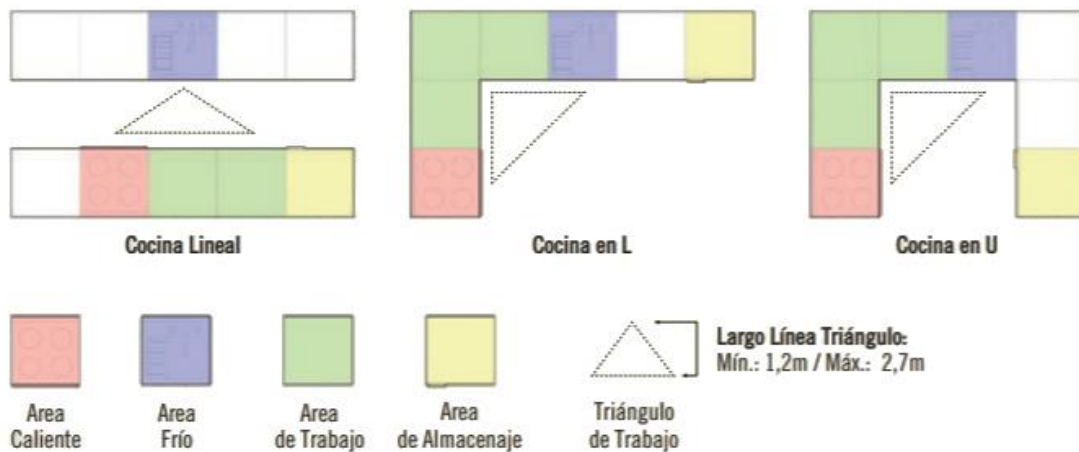 Cocina Lineal
Cocina en L
Cocina en U
Largo Línea Triángulo:
Mín.: 1,2m / Máx.: 2,7m
Area
Caliente
Area
Frío
Area
de Trabajo
Area
de Almacenaje
Triángulo
de Trabajo